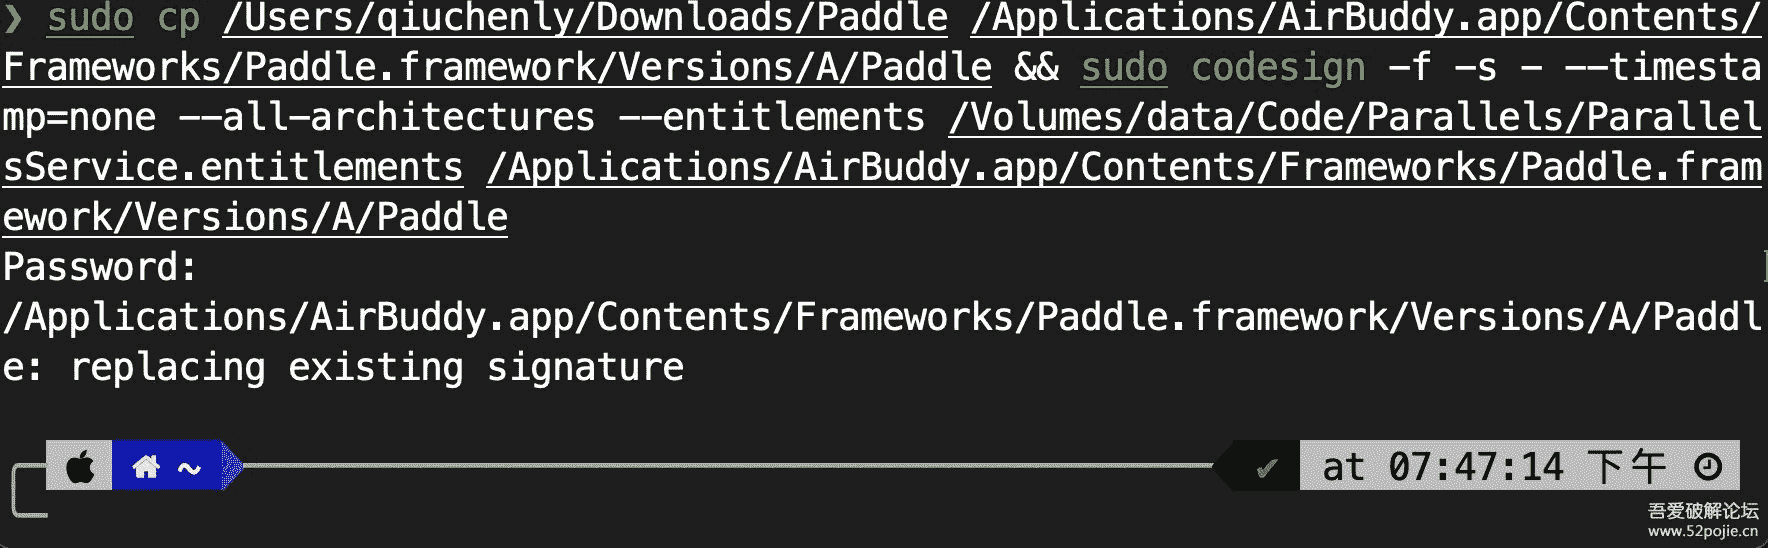 ❯ sudo cp /Users/qiuchenly/Downloads/Paddle /Applications/AirBuddy.app/Contents/
Frameworks/Paddle.framework/Versions/A/Paddle && sudo codesign -f -s - --timesta
mp=none --all-architectures --entitlements /Volumes/data/Code/Parallels/Parallel
sService.entitlements /Applications/AirBuddy.app/Contents/Frameworks/Paddle.fram
ework/Versions/A/Paddle
Password:
/Applications/AirBuddy.app/Contents/Frameworks/Paddle.framework/Versions/A/Paddl
e: replacing existing signature
~ ✔ at 07:47:14 下午
吾爱破解论坛
www.52pojie.cn